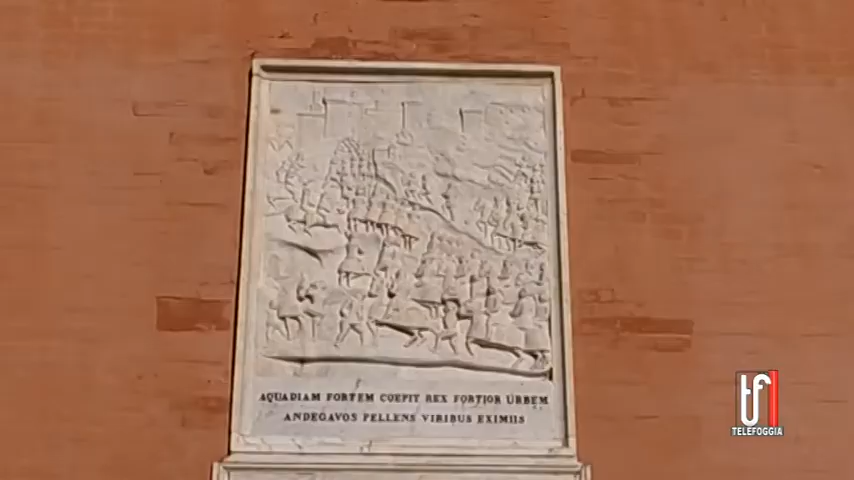 AQUADIAM FORTEM COEPIT REX FORTIOR URBEM
ANDEGAVOS PELLENS VIRIBUS EXIMIIS
tf
TELEFOGGIA